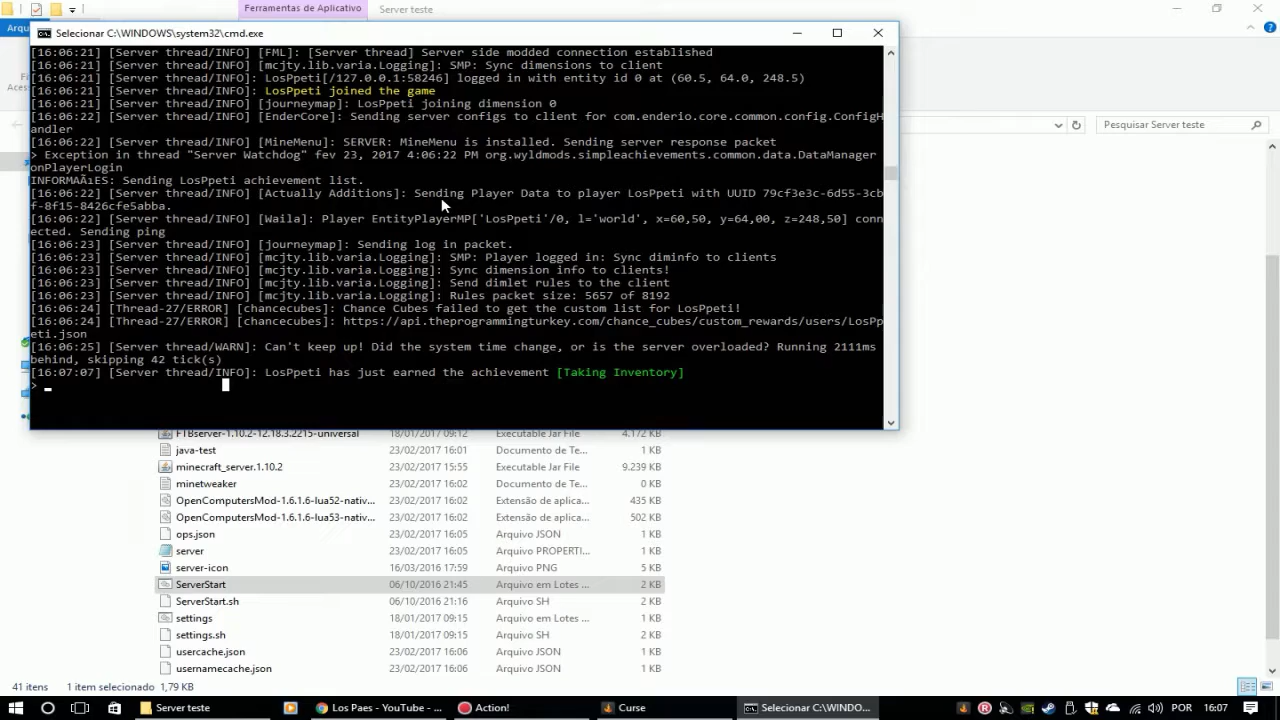 Ferramentas de Aplicativo
Server teste
Arqu
Selecionar C:\WINDOWS\system32\cmd.exe
[16:06:21] [Server thread/INFO] [FML]: [Server thread] Server side modded connection established
[16:06:21] [Server thread/INFO] [mcjty.lib.varia.Logging]: SMP: Sync dimensions to client
[16:06:21] [Server thread/INFO]: LosPpeti[/127.0.0.1:58246] logged in with entity id 0 at (60.5, 64.0, 248.5)
[16:06:21] [Server thread/INFO]: LosPpeti joined the game
[16:06:21] [Server thread/INFO] [journeymap]: LosPpeti joining dimension 0
[16:06:22] [Server thread/INFO] [EnderCore]: Sending server configs to client for com.enderio.core.common.config.ConfigH
andler
[16:06:22] [Server thread/INFO] [MineMenu]: SERVER: MineMenu is installed. Sending server response packet
> Exception in thread "Server Watchdog" fev 23, 2017 4:06:22 PM org.wyldmods.simpleachievements.common.data.DataManager
onPlayerLogin
[16:06:22] [Server thread/INFO] [Actually Additions]: Sending Player Data to player LosPpeti with UUID 79cf3e3c-6d55-3cb
f-8f15-8426cfe5abba.
[16:06:22] [Server thread/INFO] [Waila]: Player EntityPlayerMP['LosPpeti'/0, l='world', x=60,50, y=64,00, z=248,50] conn
ected. Sending ping
[16:06:23] [Server thread/INFO] [journeymap]: Sending log in packet.
[16:06:23] [Server thread/INFO] [mcjty.lib.varia.Logging]: SMP: Player logged in: Sync diminfo to clients
[16:06:23] [Server thread/INFO] [mcjty.lib.varia.Logging]: Sync dimension info to clients!
[16:06:23] [Server thread/INFO] [mcjty.lib.varia.Logging]: Send dimlet rules to the client
[16:06:23] [Server thread/INFO] [mcjty.lib.varia.Logging]: Rules packet size: 5657 of 8192
[16:06:24] [Thread-27/ERROR] [chancecubes]: Chance Cubes failed to get the custom list for LosPpeti!
[16:06:24] [Thread-27/ERROR] [chancecubes]: https://api.theprogrammingturkey.com/chance_cubes/custom_rewards/users/LosPp
eti.json
[16:06:25] [Server thread/WARN]: Can't keep up! Did the system time change, or is the server overloaded? Running 2111ms
behind, skipping 42 tick(s)
[16:07:07] [Server thread/INFO]: LosPpeti has just earned the achievement [Taking Inventory]
>
Pesquisar Server teste
FTBserver-1.10.2-12.18.3.2215-universal 18/01/2017 09:12 Executable Jar File 4.172 KB
java-test 23/02/2017 16:01 Documento de Te... 1 KB
minecraft_server.1.10.2 23/02/2017 15:55 Executable Jar File 9.239 KB
minetweaker 23/02/2017 16:02 Documento de Te... 0 KB
OpenComputersMod-1.6.1.6-lua52-nativ... 23/02/2017 16:02 Extensão de aplica... 435 KB
OpenComputersMod-1.6.1.6-lua53-nativ... 23/02/2017 16:02 Extensão de aplica... 502 KB
ops.json 23/02/2017 16:05 Arquivo JSON 1 KB
server 23/02/2017 16:05 Arquivo PROPERTI... 1 KB
server-icon 16/03/2016 17:59 Arquivo PNG 5 KB
ServerStart 06/10/2016 21:45 Arquivo em Lotes ... 2 KB
ServerStart.sh 06/10/2016 21:16 Arquivo SH 2 KB
settings 18/01/2017 09:15 Arquivo em Lotes ... 1 KB
settings.sh 18/01/2017 09:15 Arquivo SH 2 KB
usercache.json 23/02/2017 16:06 Arquivo JSON 1 KB
usernamecache.json 23/02/2017 16:06 Arquivo JSON 1 KB
41 itens 1 item selecionado 1,79 KB
Server teste Los Paes - YouTube - ... Action! Curse Selecionar C:\WINDO... POR 16:07